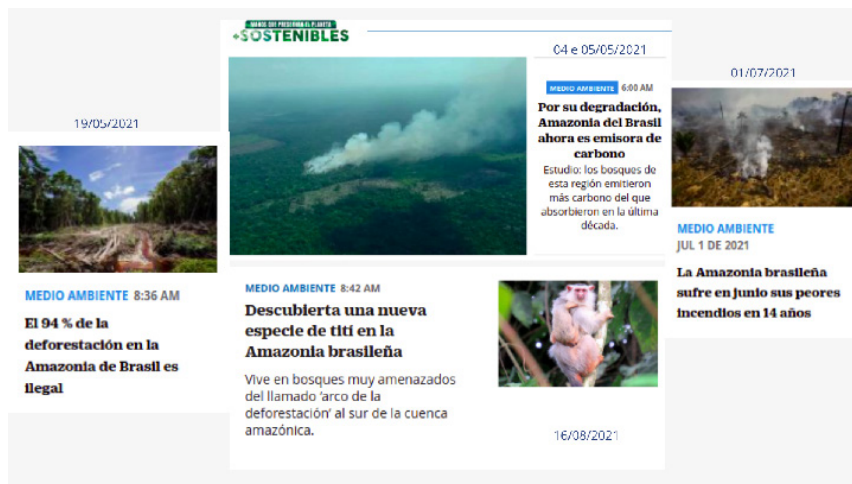 MANOS QUE PRESERVAN EL PLANETA
+SOSTENIBLES
04 e 05/05/2021
MEDIO AMBIENTE 6:00 AM
Por su degradación,
Amazonia del Brasil
ahora es emisora de
carbono
Estudio: los bosques de
esta región emitieron
más carbono del que
absorbieron en la última
década.
01/07/2021
MEDIO AMBIENTE
JUL 1 DE 2021
La Amazonia brasileña
sufre en junio sus peores
incendios en 14 años
19/05/2021
MEDIO AMBIENTE 8:36 AM
El 94 % de la
deforestación en la
Amazonia de Brasil es
ilegal
MEDIO AMBIENTE 8:42 AM
Descubierta una nueva
especie de tití en la
Amazonia brasileña
Vive en bosques muy amenazados
del llamado 'arco de la
deforestación' al sur de la cuenca
amazónica.
16/08/2021